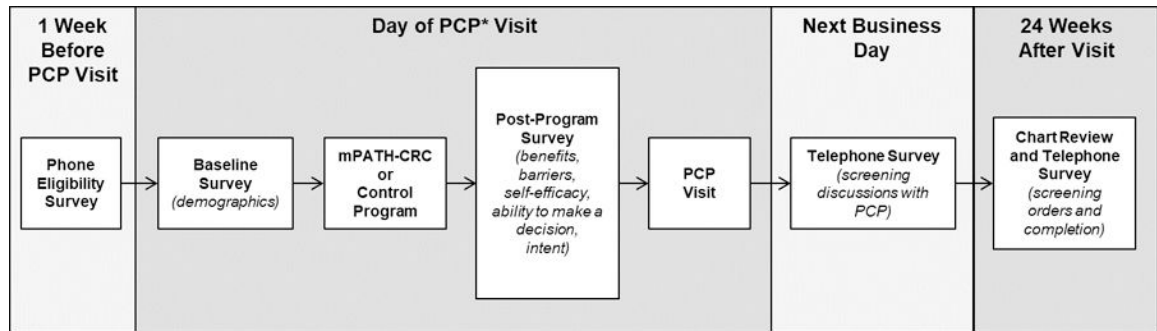 1 Week
Before
PCP Visit
Day of PCP* Visit
Next Business
Day
24 Weeks
After Visit
Phone
Eligibility
Survey
Baseline
Survey
(demographics)
mPATH-CRC
or
Control
Program
Post-Program
Survey
(benefits,
barriers,
self-efficacy,
ability to make a
decision,
intent)
PCP
Visit
Telephone Survey
(screening
discussions with
PCP)
Chart Review
and Telephone
Survey
(screening
orders and
completion)